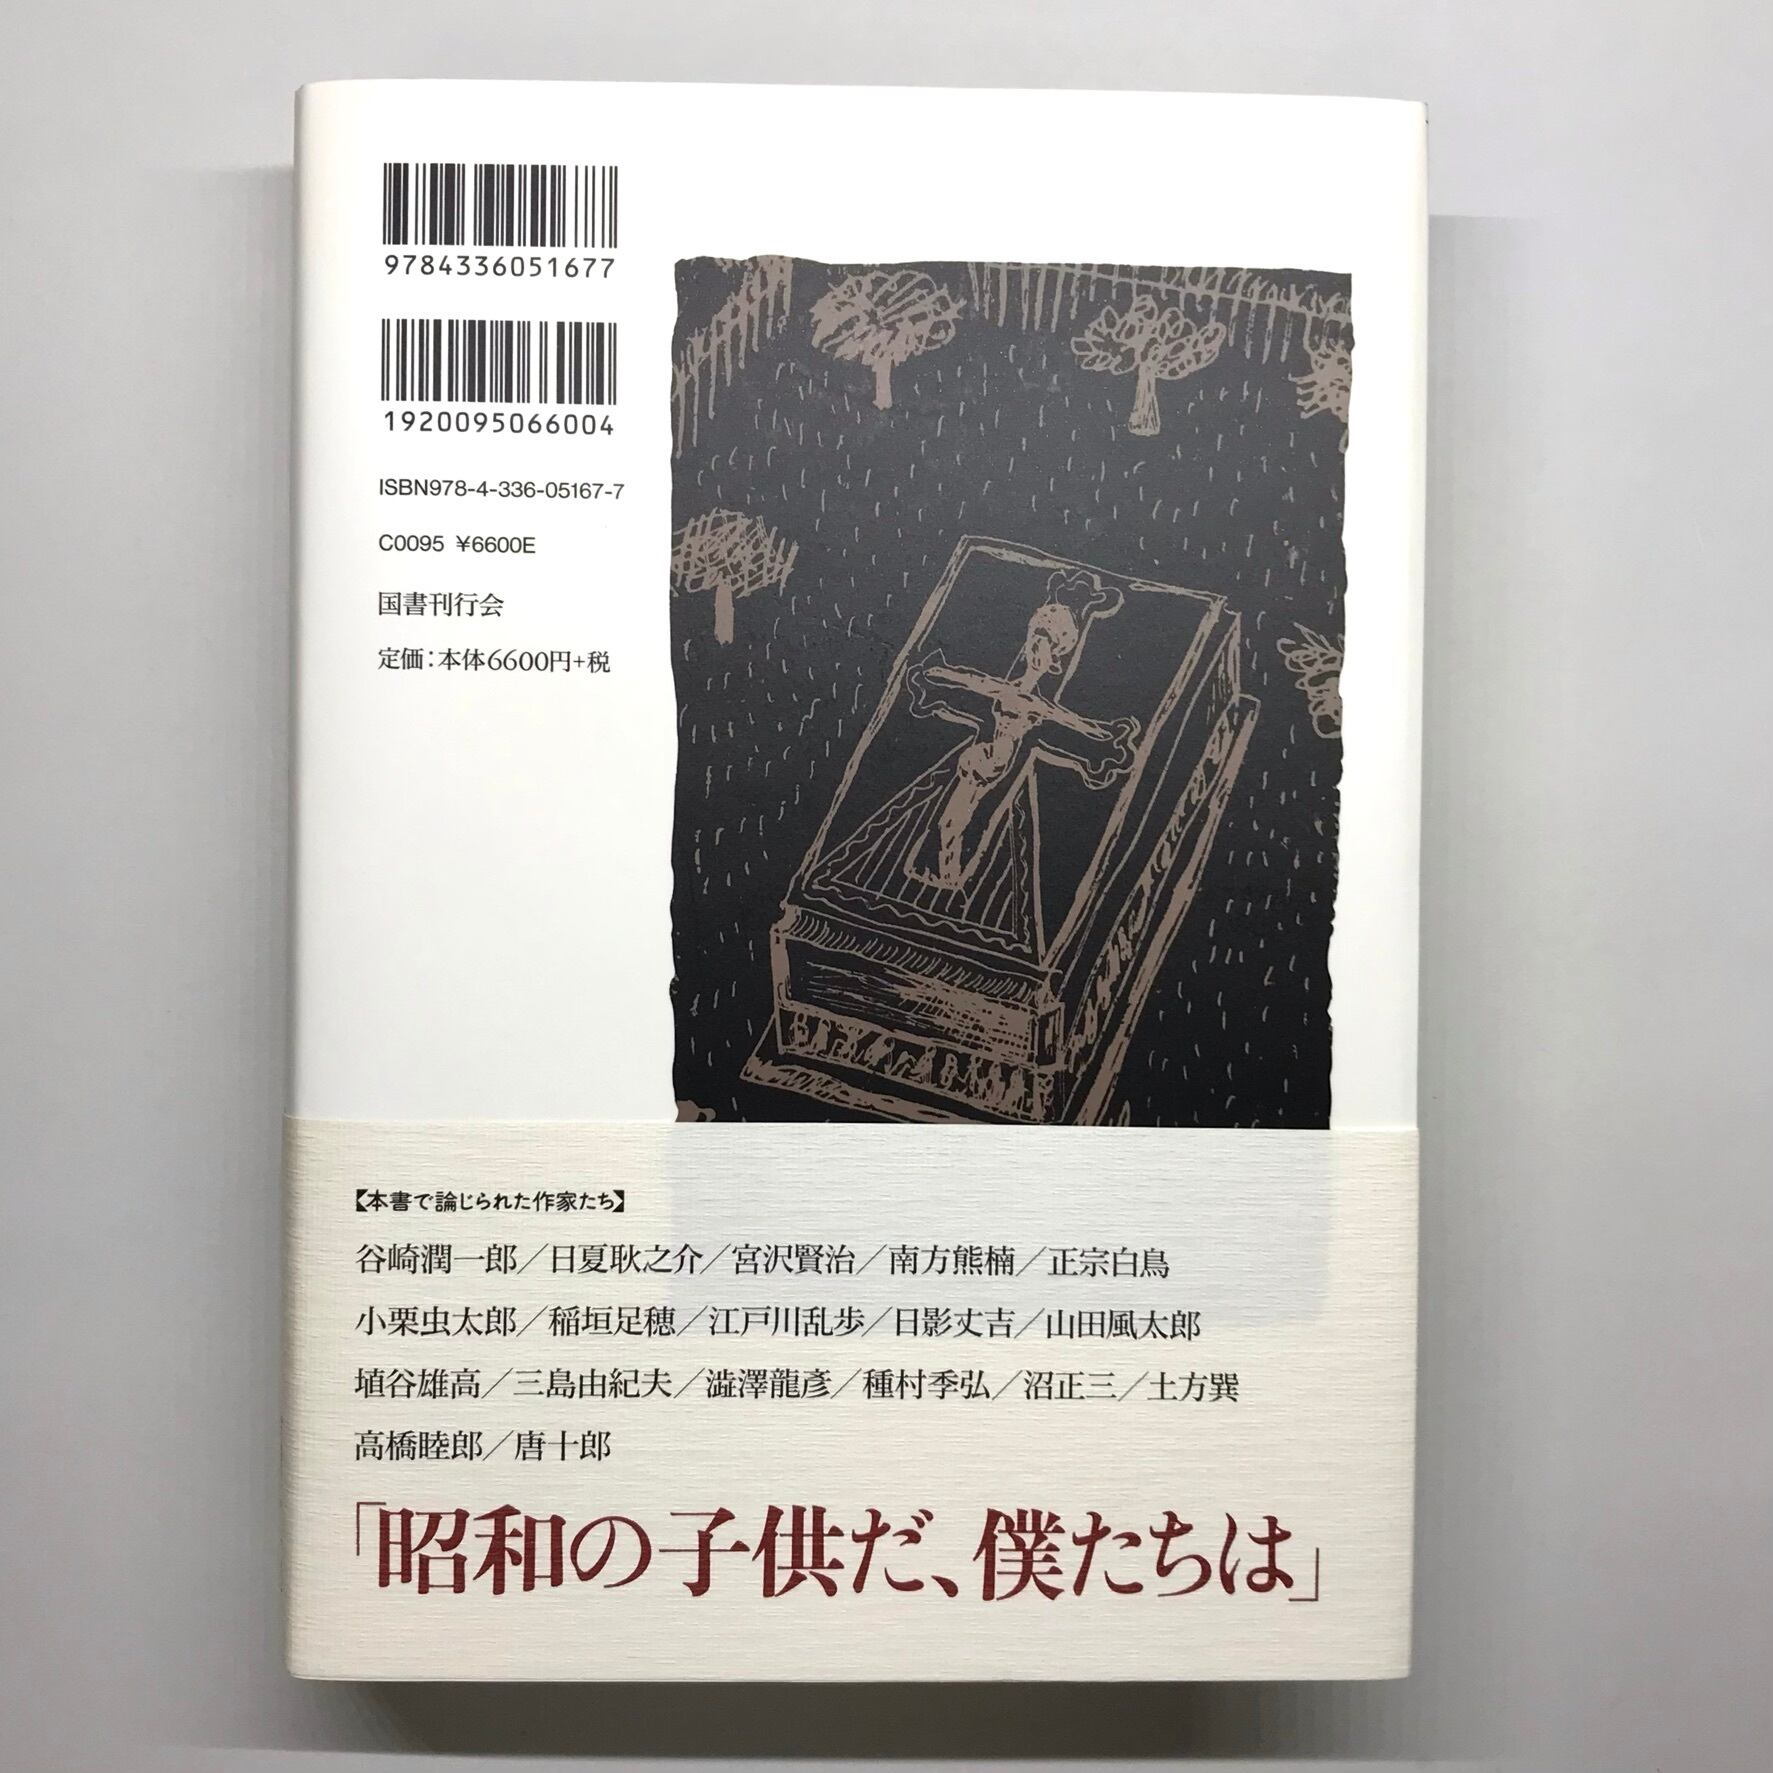 9784336051677
1920095066004
ISBN978-4-336-05167-7
C0095 ¥6600E
国書刊行会
定価：本体6600円+税
【本書で論じられた作家たち】
谷崎潤一郎／日夏耿之介／宮沢賢治／南方熊楠／正宗白鳥
小栗虫太郎／稲垣足穂／江戸川乱歩／日影丈吉／山田風太郎
埴谷雄高／三島由紀夫／澁澤龍彥／種村季弘／沼正三／土方巽
高橋睦郎／唐十郎
「昭和の子供だ、僕たちは」